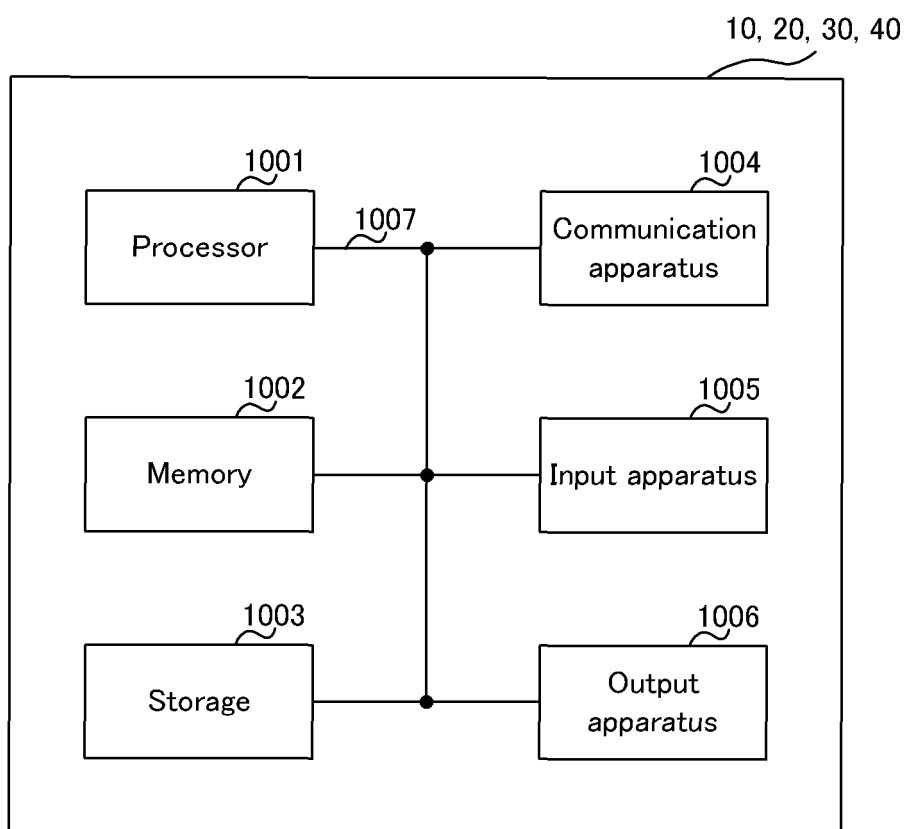 10, 20, 30, 40
1001
Processor
1007
1004
Communication
apparatus
1002
Memory
1005
Input apparatus
1003
Storage
1006
Output
apparatus